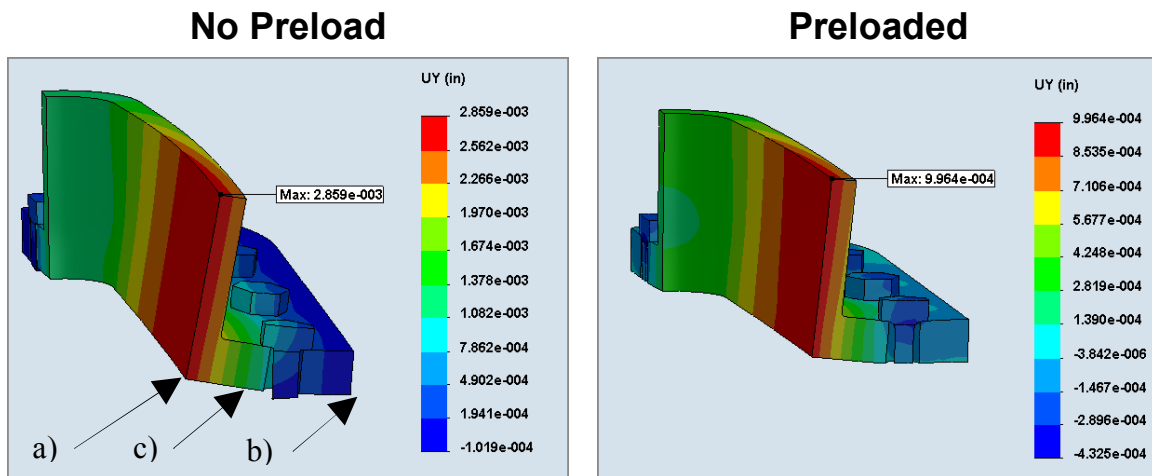 No Preload
Preloaded
UY (in)
2.859e-003
2.562e-003
2.266e-003
1.970e-003
1.674e-003
1.378e-003
1.082e-003
7.862e-004
4.902e-004
1.941e-004
-1.019e-004
Max: 2.859e-003
a)
c)
b)
UY (in)
9.964e-004
8.535e-004
7.106e-004
5.677e-004
4.248e-004
2.819e-004
1.390e-004
-3.842e-006
-1.467e-004
-2.896e-004
-4.325e-004
Max: 9.964e-004